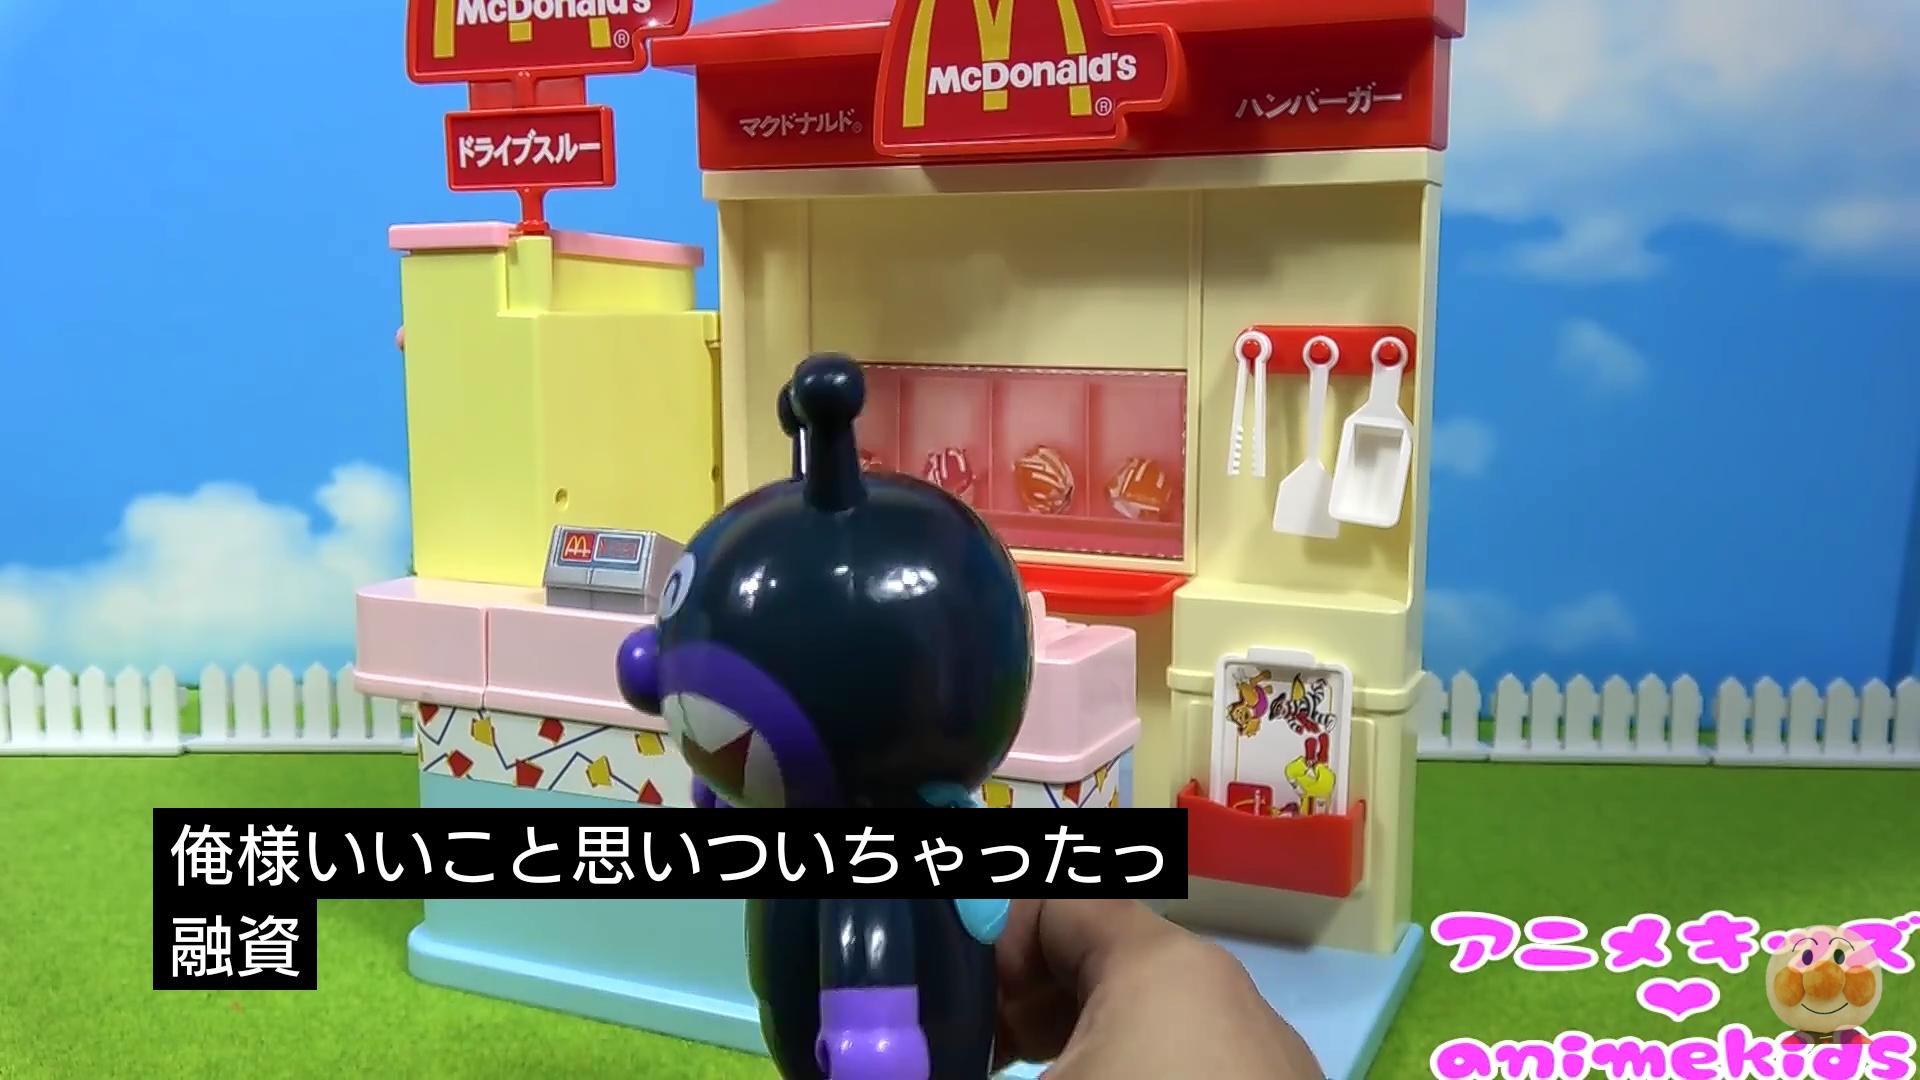 McDonald's
®
ドライブスルー
マクドナルド®
McDonald's
®
ハンバーガー
俺様いいこと思いついちゃったっ
融資
アニメキッズ
animekids